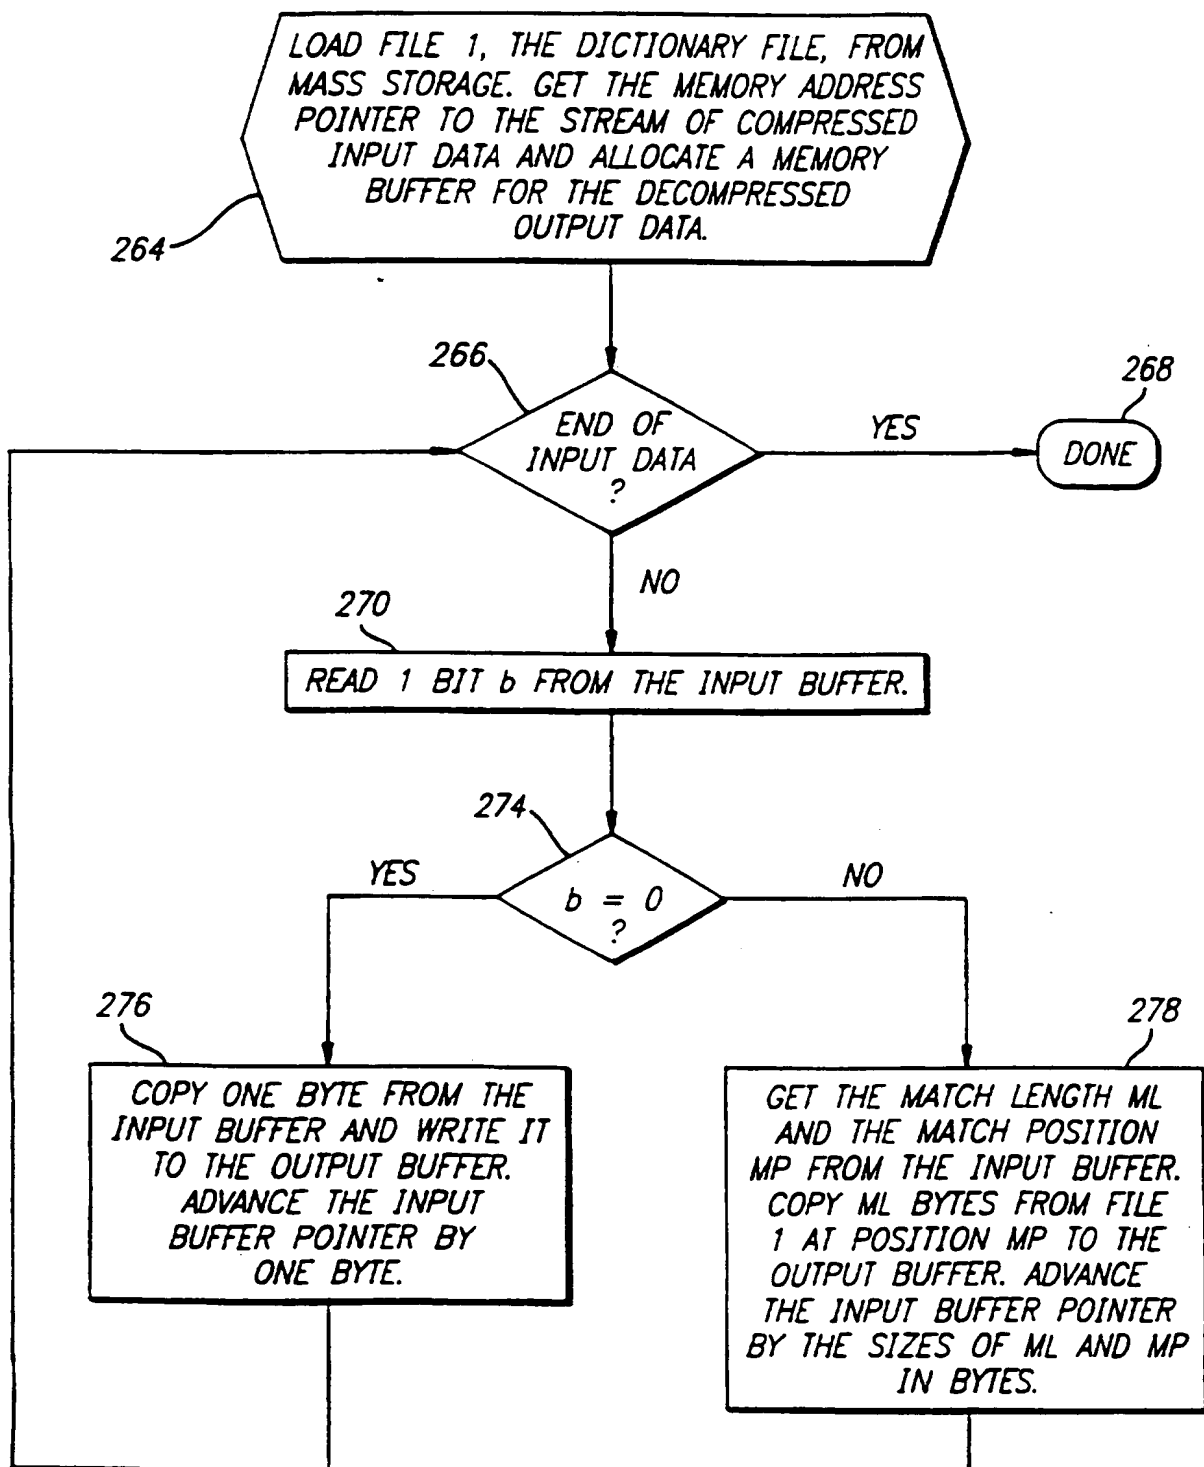 LOAD FILE 1, THE DICTIONARY FILE, FROM
MASS STORAGE. GET THE MEMORY ADDRESS
POINTER TO THE STREAM OF COMPRESSED
INPUT DATA AND ALLOCATE A MEMORY
BUFFER FOR THE DECOMPRESSED
OUTPUT DATA.
264
266
END OF
INPUT DATA
?
YES
268
DONE
NO
270
READ 1 BIT b FROM THE INPUT BUFFER.
274
b = 0
?
YES
NO
276
COPY ONE BYTE FROM THE
INPUT BUFFER AND WRITE IT
TO THE OUTPUT BUFFER.
ADVANCE THE INPUT
BUFFER POINTER BY
ONE BYTE.
278
GET THE MATCH LENGTH ML
AND THE MATCH POSITION
MP FROM THE INPUT BUFFER.
COPY ML BYTES FROM FILE
1 AT POSITION MP TO THE
OUTPUT BUFFER. ADVANCE
THE INPUT BUFFER POINTER
BY THE SIZES OF ML AND MP
IN BYTES.